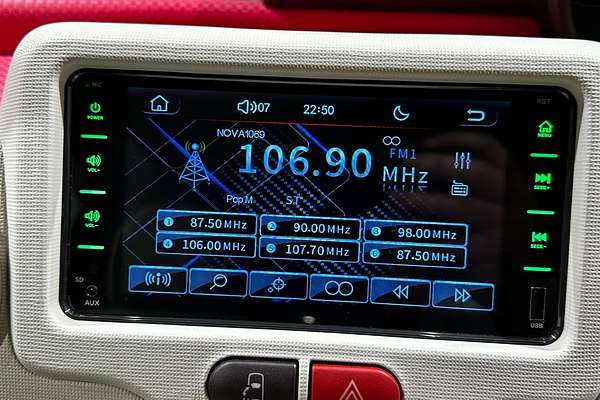 MIC
RST
07
22:50
POWER
NOVA1069
106.90
FM1
MHz
MENU
VOL+
SEEK+
Pop M
ST
1 87.50 MHz
2 90.00 MHz
3 98.00 MHz
VOL-
SEEK-
4 106.00 MHz
5 107.70 MHz
6 87.50 MHz
SD
AUX
USB